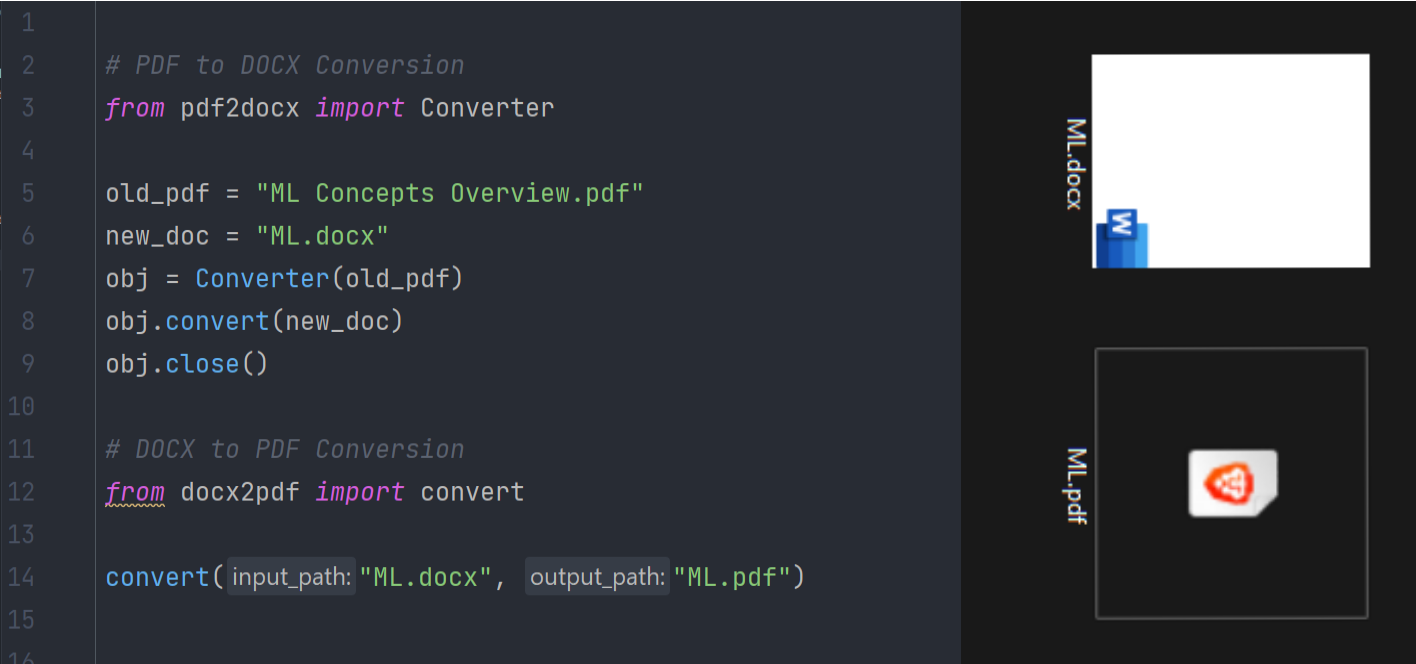 1
2 # PDF to DOCX Conversion
3 from pdf2docx import Converter
4
5 old_pdf = "ML Concepts Overview.pdf"
6 new_doc = "ML.docx"
7 obj = Converter(old_pdf)
8 obj.convert(new_doc)
9 obj.close()
10
11 # DOCX to PDF Conversion
12 from docx2pdf import convert
13
14 convert(input_path:"ML.docx", output_path:"ML.pdf")
15
16
ML.docx
W
ML.pdf